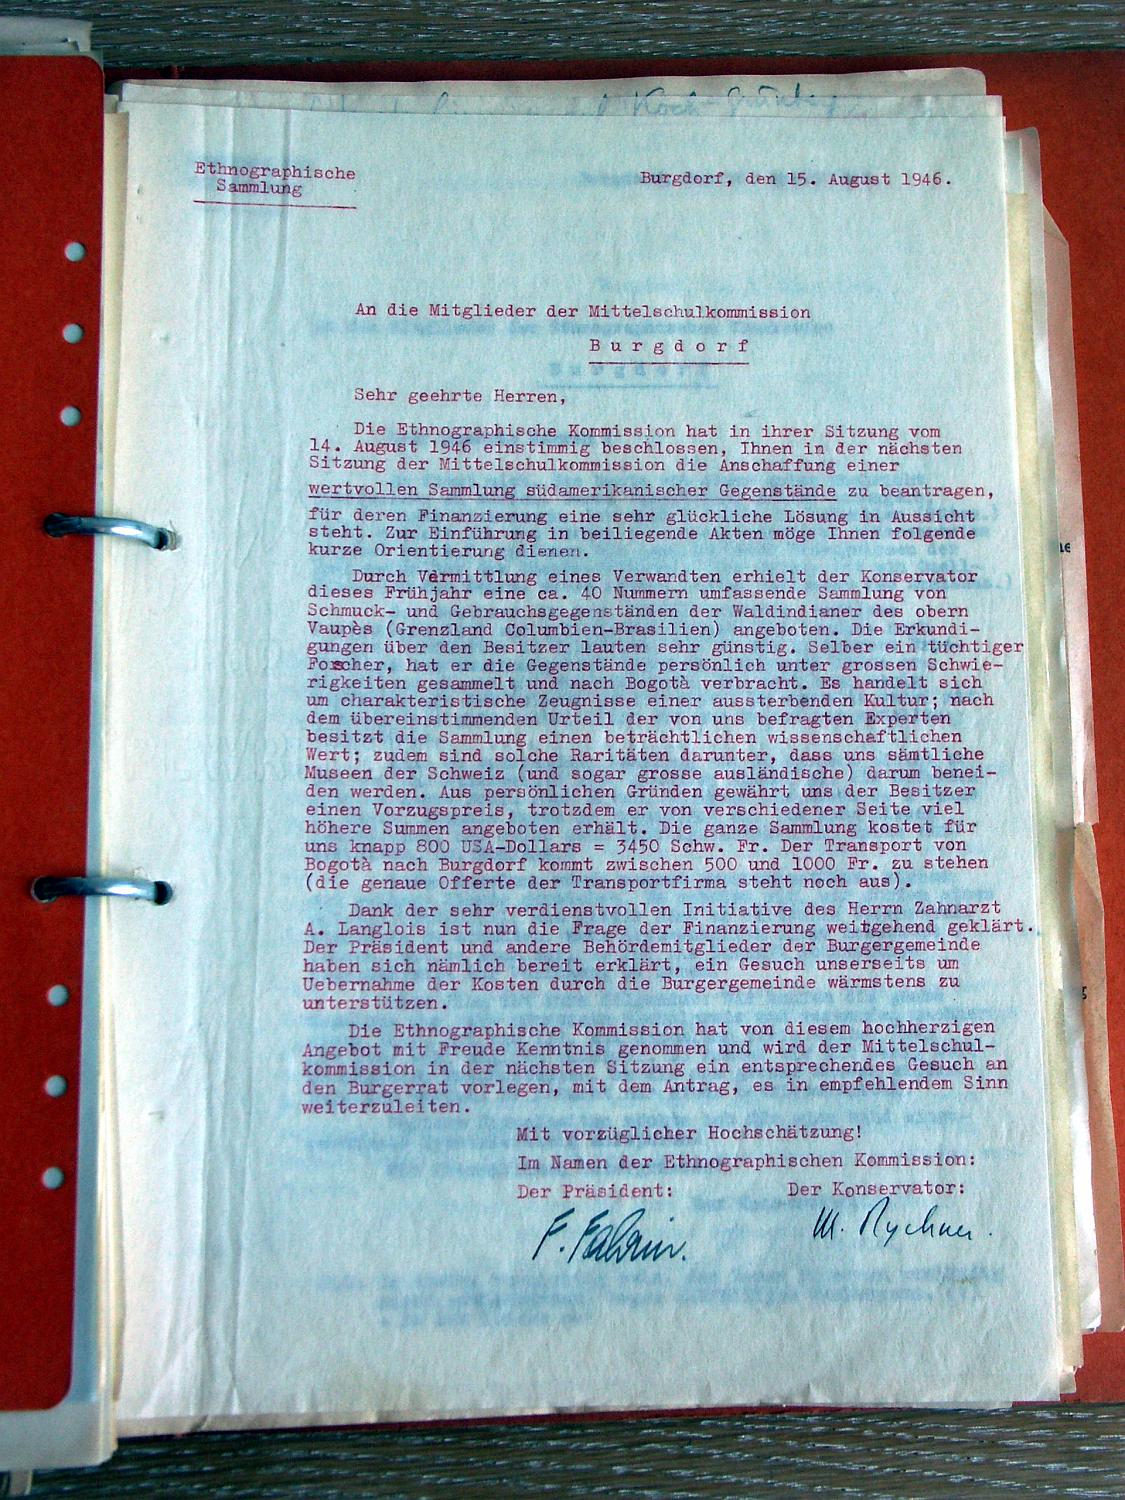 Koch-Grünberg
Ethnographische
Sammlung
Burgdorf, den 15. August 1946.
An die Mitglieder der Mittelschulkommission
B u r g d o r f
Sehr geehrte Herren,
Die Ethnographische Kommission hat in ihrer Sitzung vom
14. August 1946 einstimmig beschlossen, Ihnen in der nächsten
Sitzung der Mittelschulkommission die Anschaffung einer
wertvollen Sammlung südamerikanischer Gegenstände zu beantragen,
für deren Finanzierung eine sehr glückliche Lösung in Aussicht
steht. Zur Einführung in beiliegende Akten möge Ihnen folgende
kurze Orientierung dienen.
Durch Vermittlung eines Verwandten erhielt der Konservator
dieses Frühjahr eine ca. 40 Nummern umfassende Sammlung von
Schmuck- und Gebrauchsgegenständen der Waldindianer des obern
Vaupès (Grenzland Columbien-Brasilien) angeboten. Die Erkundi-
gungen über den Besitzer lauten sehr günstig. Selber ein tüchtiger
Forscher, hat er die Gegenstände persönlich unter grossen Schwie-
rigkeiten gesammelt und nach Bogotà verbracht. Es handelt sich
um charakteristische Zeugnisse einer aussterbenden Kultur; nach
dem übereinstimmenden Urteil der von uns befragten Experten
besitzt die Sammlung einen beträchtlichen wissenschaftlichen
Wert; zudem sind solche Raritäten darunter, dass uns sämtliche
Museen der Schweiz (und sogar grosse ausländische) darum benei-
den werden. Aus persönlichen Gründen gewährt uns der Besitzer
einen Vorzugspreis, trotzdem er von verschiedener Seite viel
höhere Summen angeboten erhält. Die ganze Sammlung kostet für
uns knapp 800 USA-Dollars = 3450 Schw. Fr. Der Transport von
Bogotà nach Burgdorf kommt zwischen 500 und 1000 Fr. zu stehen
(die genaue Offerte der Transportfirma steht noch aus).
Dank der sehr verdienstvollen Initiative des Herrn Zahnarzt
A. Langlois ist nun die Frage der Finanzierung weitgehend geklärt.
Der Präsident und andere Behördemitglieder der Burgergemeinde
haben sich nämlich bereit erklärt, ein Gesuch unserseits um
Uebernahme der Kosten durch die Burgergemeinde wärmstens zu
unterstützen.
Die Ethnographische Kommission hat von diesem hochherzigen
Angebot mit Freude Kenntnis genommen und wird der Mittelschul-
kommission in der nächsten Sitzung ein entsprechendes Gesuch an
den Burgerrat vorlegen, mit dem Antrag, es in empfehlendem Sinn
weiterzuleiten.
Mit vorzüglicher Hochschätzung!
Im Namen der Ethnographischen Kommission:
Der Präsident: Der Konservator:
F. Fahrin. W. Rychner.